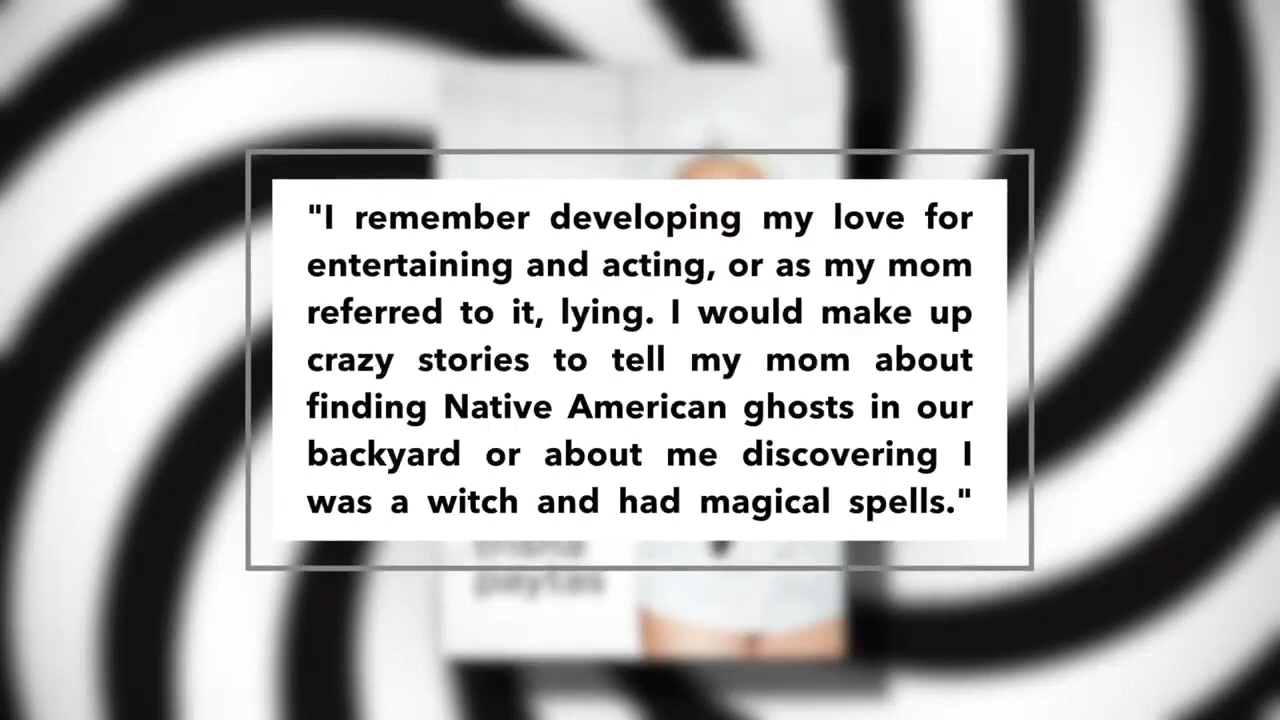 "I remember developing my love for
entertaining and acting, or as my mom
referred to it, lying. I would make up
crazy stories to tell my mom about
finding Native American ghosts in our
backyard or about me discovering I
was a witch and had magical spells."
paytas